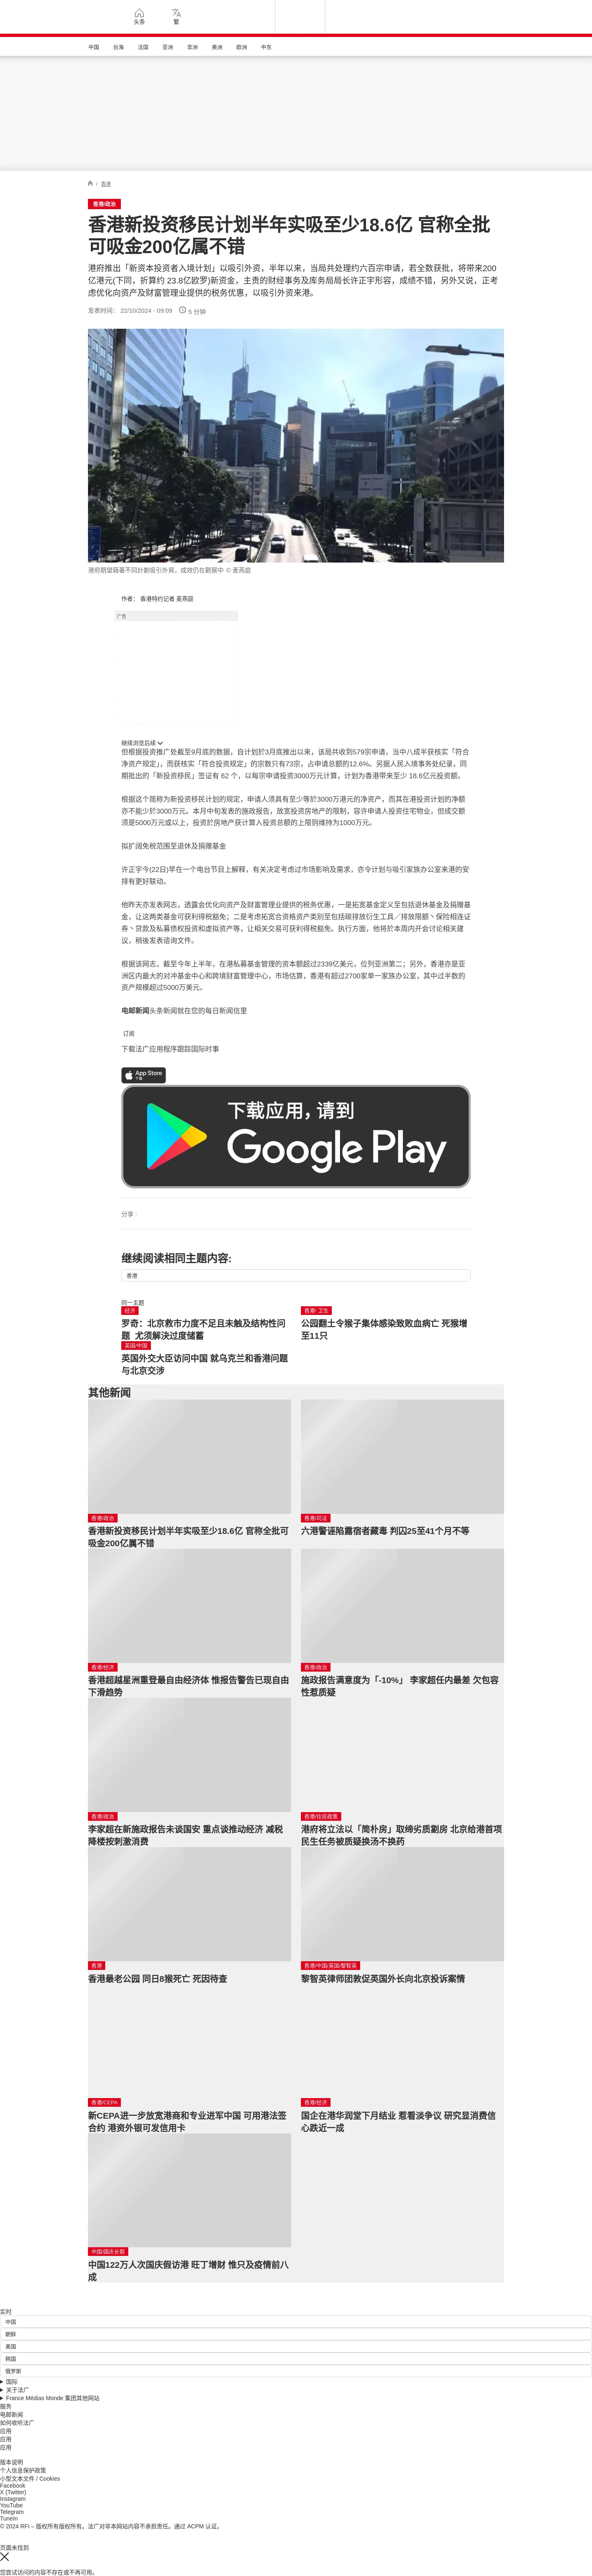 头条
繁
中国 台海 法国 亚洲 非洲 美洲 欧洲 中东
/ 首页
香港/政治
香港新投资移民计划半年实吸至少18.6亿 官称全批
可吸金200亿属不错
港府推出「新资本投资者入境计划」以吸引外资，半年以来，当局共处理约六百宗申请，若全数获批，将带来200
亿港元(下同，折算约 23.8亿欧罗)新资金，主责的财经事务及库务局局长许正宇形容，成绩不错，另外又说，正考
虑优化向资产及财富管理业提供的税务优惠，以吸引外资来港。
发表时间： 22/10/2024 - 09:09 5 分钟
港府期望藉著不同計劃吸引外資，成效仍在觀察中 © 麦燕庭
作者： 香港特约记者 麦燕庭
广告
继续浏览后续
但根据投资推广处截至9月底的数据，自计划於3月底推出以来，该局共收到579宗申请，当中八成半获核实「符合
净资产规定」，而获核实「符合投资规定」的宗数只有73宗，占申请总额的12.6%。另据人民入境事务处纪录，同
期批出的「新投资移民」签证有 62 个，以每宗申请投资3000万元计算，计划为香港带来至少 18.6亿元投资额。
根据这个简称为新投资移民计划的规定，申请人须具有至少等於3000万港元的净资产，而其在港投资计划的净额
亦不能少於3000万元。本月中旬发表的施政报告，放宽投资房地产的限制，容许申请人投资住宅物业，但成交额
须是5000万元或以上，投资於房地产获计算入投资总额的上限则维持为1000万元。
拟扩阔免税范围至退休及捐赠基金
许正宇今(22日)早在一个电台节目上解释，有关决定考虑过市场影响及需求，亦令计划与吸引家族办公室来港的安
排有更好联动。
他昨天亦发表网志，透露会优化向资产及财富管理业提供的税务优惠，一是拓宽基金定义至包括退休基金及捐赠基
金，让这两类基金可获利得税豁免；二是考虑拓宽合资格资产类别至包括碳排放衍生工具／排放限额丶保险相连证
券丶贷款及私募债权投资和虚拟资产等，让相关交易可获利得税豁免。执行方面，他将於本周内开会讨论相关建
议，稍後发表谘询文件。
根据该网志，截至今年上半年，在港私募基金管理的资本额超过2339亿美元，位列亚洲第二；另外，香港亦是亚
洲区内最大的对冲基金中心和跨境财富管理中心，市场估算，香港有超过2700家单一家族办公室，其中过半数的
资产规模超过5000万美元。
电邮新闻头条新闻就在您的每日新闻信里
订阅
下载法广应用程序跟踪国际时事
App Store
下载
下载应用，请到
Google Play
分享 :
继续阅读相同主题内容:
香港
同一主题
经济
罗奇：北京救市力度不足且未触及结构性问
题 尤须解决过度储蓄
香港/ 卫生
公园翻土令猴子集体感染致败血病亡 死猴增
至11只
英国/中国
英国外交大臣访问中国 就乌克兰和香港问题
与北京交涉
其他新闻
香港/政治
香港新投资移民计划半年实吸至少18.6亿 官称全批可
吸金200亿属不错
香港/司法
六港警诬陷露宿者藏毒 判囚25至41个月不等
香港/经济
香港超越星洲重登最自由经济体 惟报告警告已现自由
下滑趋势
香港/政治
施政报告满意度为「-10%」 李家超任内最差 欠包容
性惹质疑
香港/政治
李家超在新施政报告未谈国安 重点谈推动经济 减税
降楼按刺激消费
香港/住房政策
港府将立法以「简朴房」取缔劣质劏房 北京给港首项
民生任务被质疑换汤不换药
香港
香港最老公园 同日8猴死亡 死因待查
香港/中国/英国/黎智英
黎智英律师团敦促英国外长向北京投诉案情
香港/CEPA
新CEPA进一步放宽港商和专业进军中国 可用港法签
合约 港资外银可发信用卡
香港/经济
国企在港华润堂下月结业 惹看淡争议 研究显消费信
心跌近一成
中国/国庆长假
中国122万人次国庆假访港 旺丁增财 惟只及疫情前八
成
实时
中国
朝鲜
美国
韩国
俄罗斯
国际
关于法广
France Médias Monde 集团其他网站
服务
电邮新闻
如何收听法广
应用
应用
应用
版本说明
个人信息保护政策
小型文本文件 / Cookies
Facebook
X (Twitter)
Instagram
YouTube
Telegram
TuneIn
© 2024 RFI – 版权所有版权所有。法广对非本网站内容不承担责任。通过 ACPM 认证。
页面未找到
您尝试访问的内容不存在或不再可用。